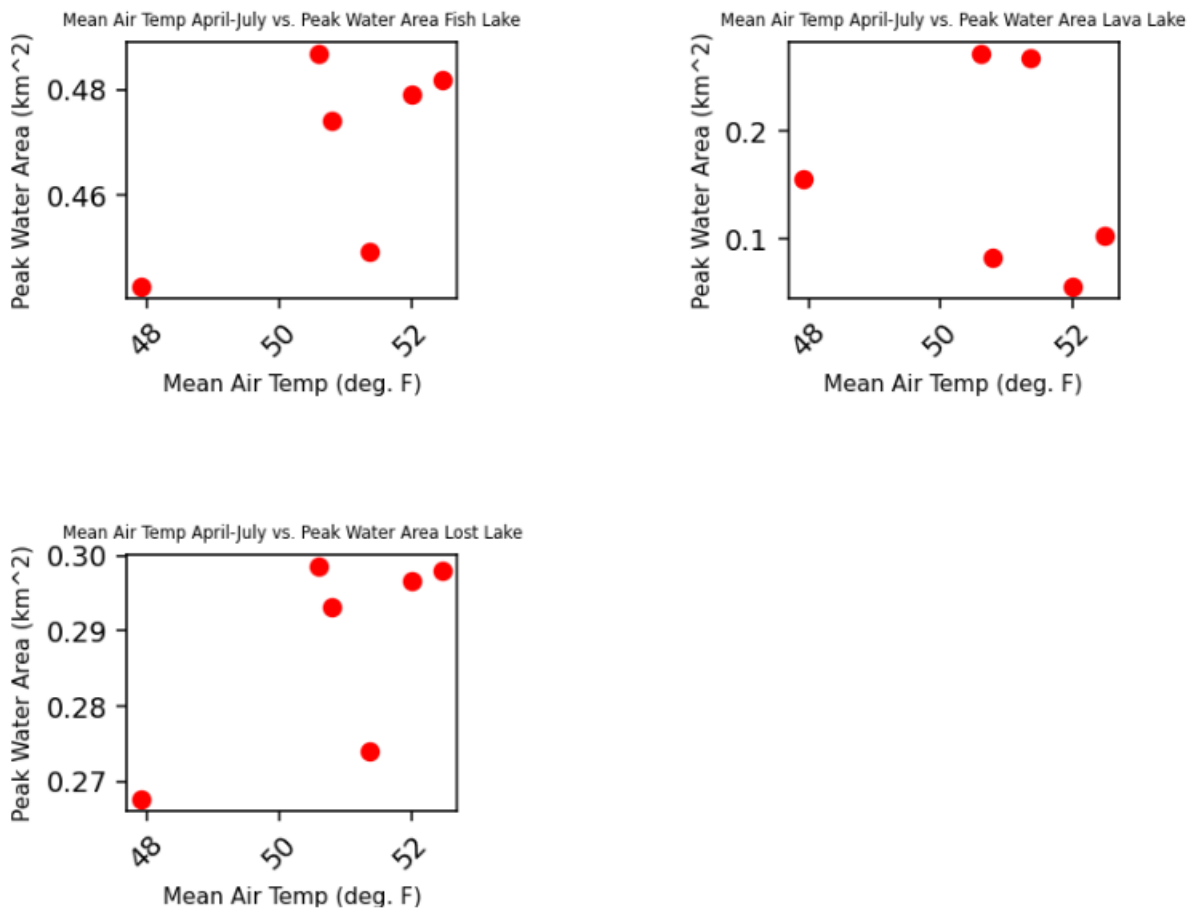 Mean Air Temp April-July vs. Peak Water Area Fish Lake
Peak Water Area (km^2)
0.48
0.46
48
50
52
Mean Air Temp (deg. F)
Mean Air Temp April-July vs. Peak Water Area Lava Lake
Peak Water Area (km^2)
0.2
0.1
48
50
52
Mean Air Temp (deg. F)
Mean Air Temp April-July vs. Peak Water Area Lost Lake
Peak Water Area (km^2)
0.30
0.29
0.28
0.27
48
50
52
Mean Air Temp (deg. F)